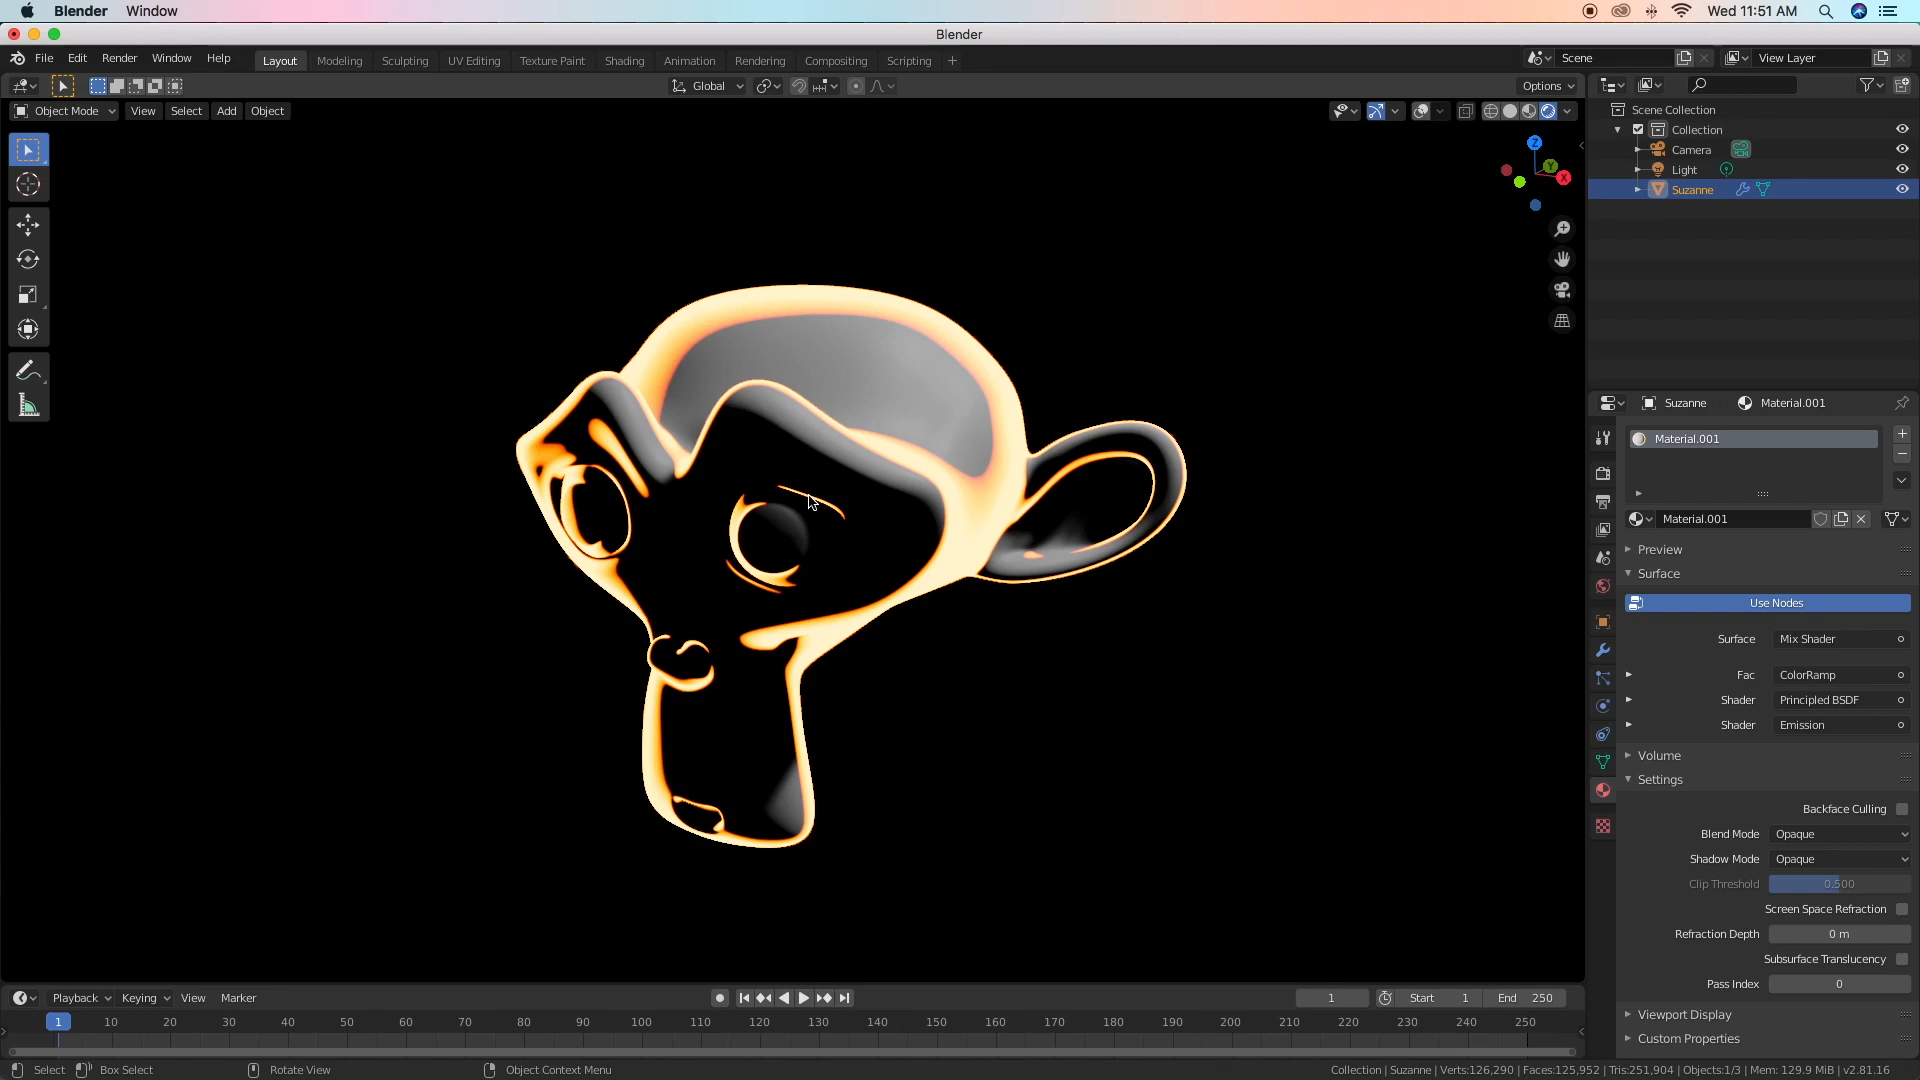 Blender Window Wed 11:51 AM
Blender
File Edit Render Window Help Layout Modeling Sculpting UV Editing Texture Paint Shading Animation Rendering Compositing Scripting + Scene View Layer
Global Options
Object Mode View Select Add Object
Scene Collection
Collection
Camera
Light
Suzanne
Z
Y
X
Suzanne Material.001
Material.001
Material.001
Preview
Surface
Use Nodes
Surface Mix Shader
Fac ColorRamp
Shader Principled BSDF
Shader Emission
Volume
Settings
Backface Culling
Blend Mode Opaque
Shadow Mode Opaque
Clip Threshold 0.500
Screen Space Refraction
Refraction Depth 0 m
Subsurface Translucency
Pass Index 0
Viewport Display
Custom Properties
Playback Keying View Marker 1 Start 1 End 250
1 10 20 30 40 50 60 70 80 90 100 110 120 130 140 150 160 170 180 190 200 210 220 230 240 250
Select Box Select Rotate View Object Context Menu Collection | Suzanne | Verts:126,290 | Faces:125,952 | Tris:251,904 | Objects:1/3 | Mem: 129.9 MiB | v2.81.16